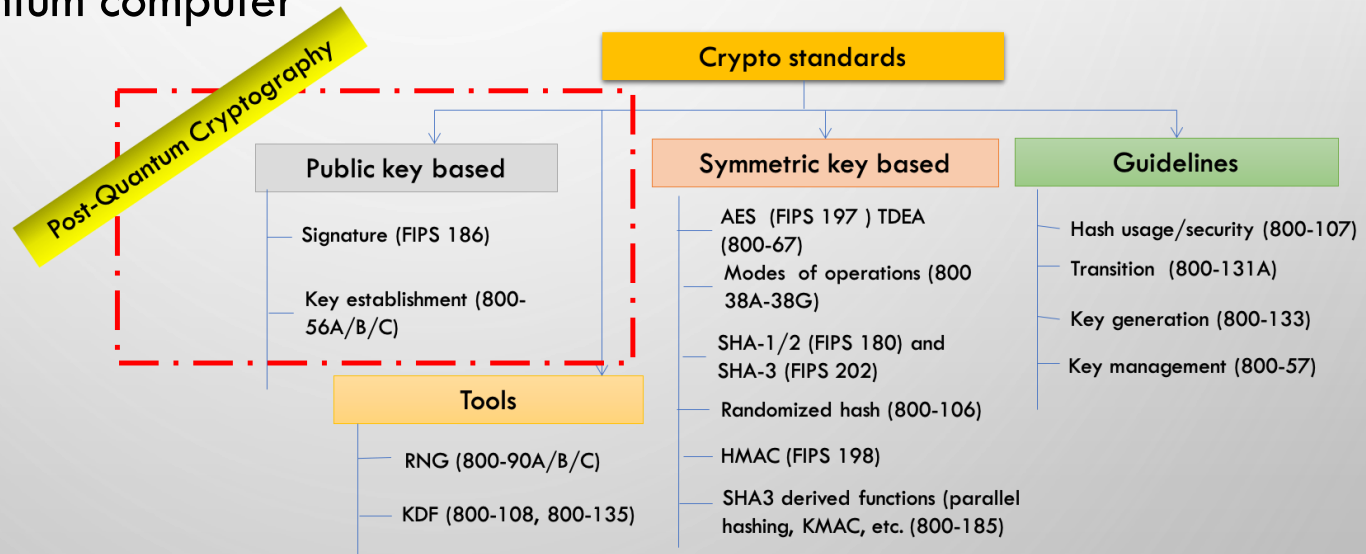 computer
Post-Quantum Cryptography
Crypto standards
Public key based
Signature (FIPS 186)
Key establishment (800-
56A/B/C)
Tools
RNG (800-90A/B/C)
KDF (800-108, 800-135)
Symmetric key based
AES (FIPS 197 ) TDEA
(800-67)
Modes of operations (800
38A-38G)
SHA-1/2 (FIPS 180) and
SHA-3 (FIPS 202)
Randomized hash (800-106)
HMAC (FIPS 198)
SHA3 derived functions (parallel
hashing, KMAC, etc. (800-185)
Guidelines
Hash usage/security (800-107)
Transition (800-131A)
Key generation (800-133)
Key management (800-57)